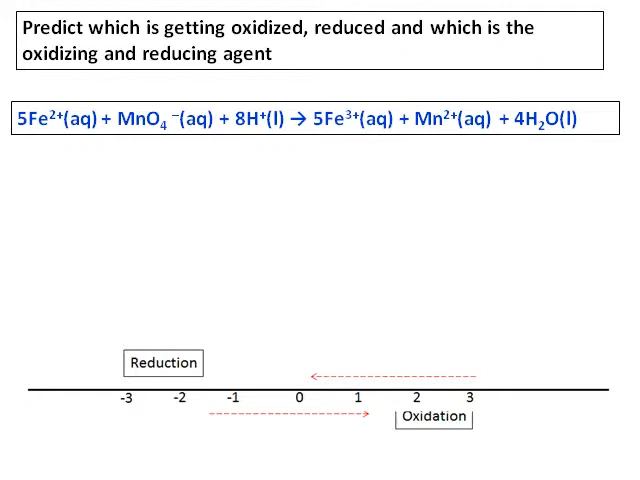 Predict which is getting oxidized, reduced and which is the
oxidizing and reducing agent
5Fe²⁺(aq) + MnO₄ ⁻(aq) + 8H⁺(l) → 5Fe³⁺(aq) + Mn²⁺(aq) + 4H₂O(l)
Reduction
-3 -2 -1 0 1 2 3
Oxidation